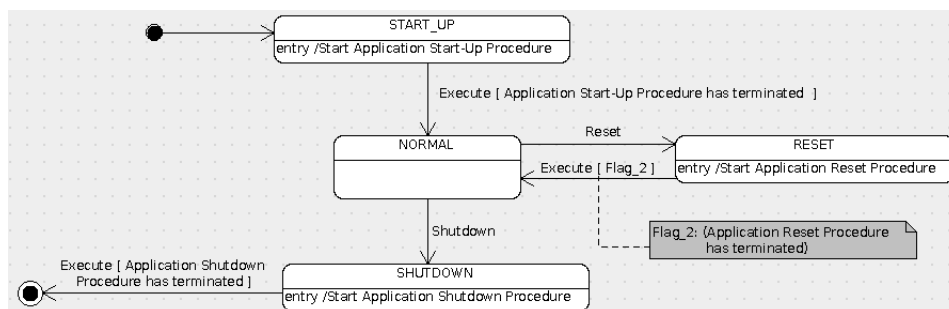 START_UP
entry /Start Application Start-Up Procedure
Execute [ Application Start-Up Procedure has terminated ]
NORMAL
Reset
RESET
entry /Start Application Reset Procedure
Execute [ Flag_2 ]
Flag_2: (Application Reset Procedure
has terminated)
Shutdown
Execute [ Application Shutdown
Procedure has terminated ]
SHUTDOWN
entry /Start Application Shutdown Procedure